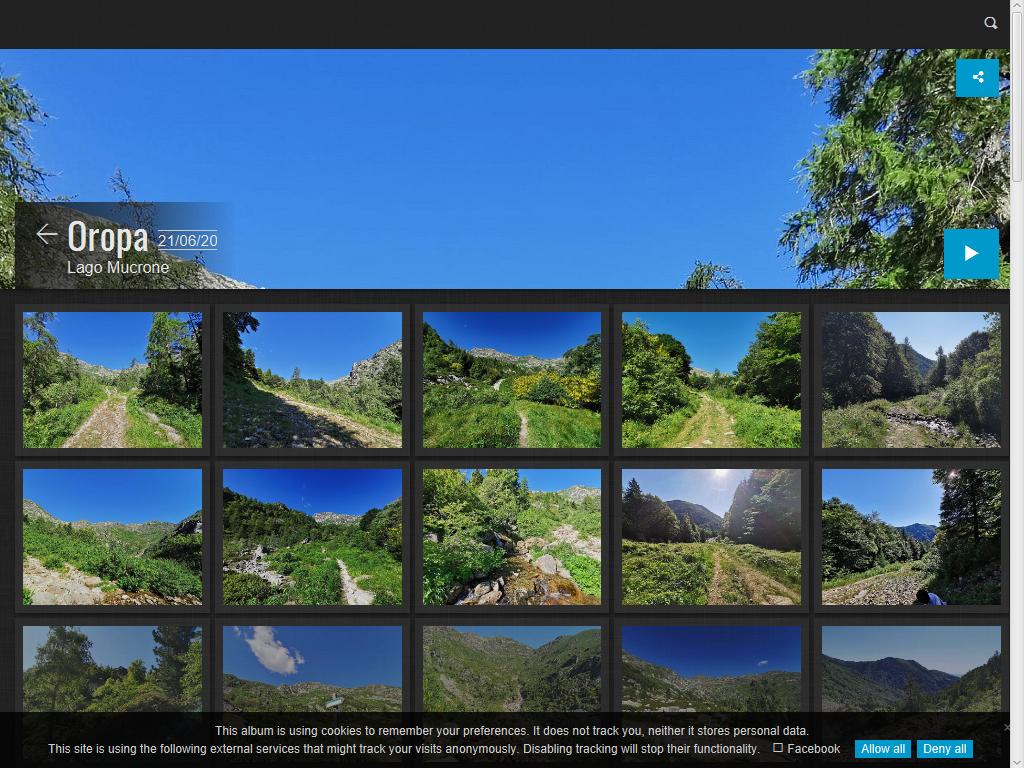 Oropa 21/06/20
Lago Mucrone
This album is using cookies to remember your preferences. It does not track you, neither it stores personal data.
This site is using the following external services that might track your visits anonymously. Disabling tracking will stop their functionality. Facebook Allow all Deny all